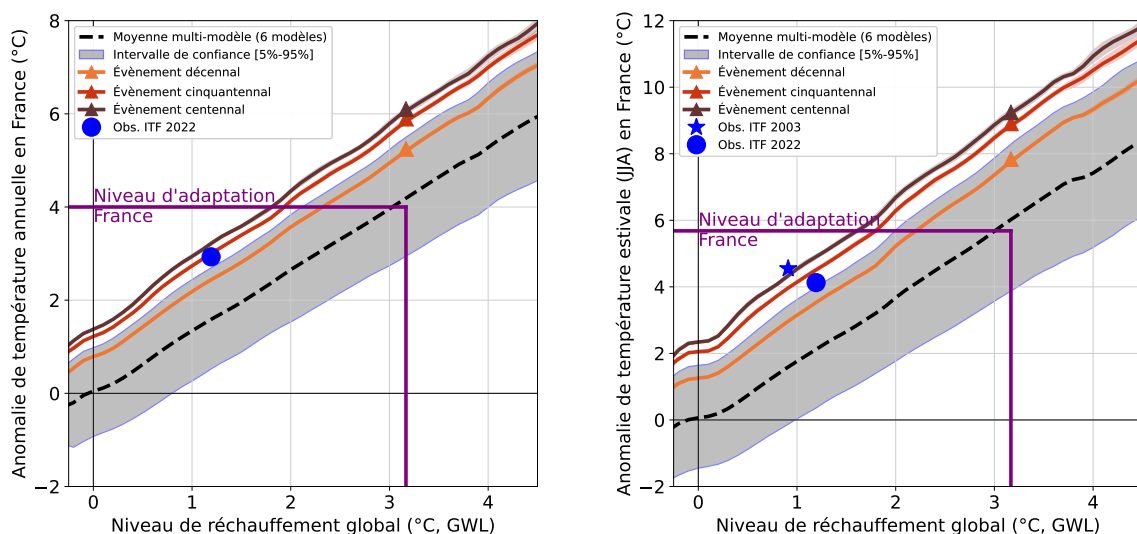 Anomalie de température annuelle en France (°C)
8
6
4
2
0
−2
Moyenne multi-modèle (6 modèles)
Intervalle de confiance [5%-95%]
Évènement décennal
Évènement cinquantennal
Évènement centennal
Obs. ITF 2022
Niveau d'adaptation
France
0 1 2 3 4
Niveau de réchauffement global (°C, GWL)
Anomalie de température estivale (JJA) en France (°C)
12
10
8
6
4
2
0
−2
Moyenne multi-modèle (6 modèles)
Intervalle de confiance [5%-95%]
Évènement décennal
Évènement cinquantennal
Évènement centennal
Obs. ITF 2003
Obs. ITF 2022
Niveau d'adaptation
France
0 1 2 3 4
Niveau de réchauffement global (°C, GWL)